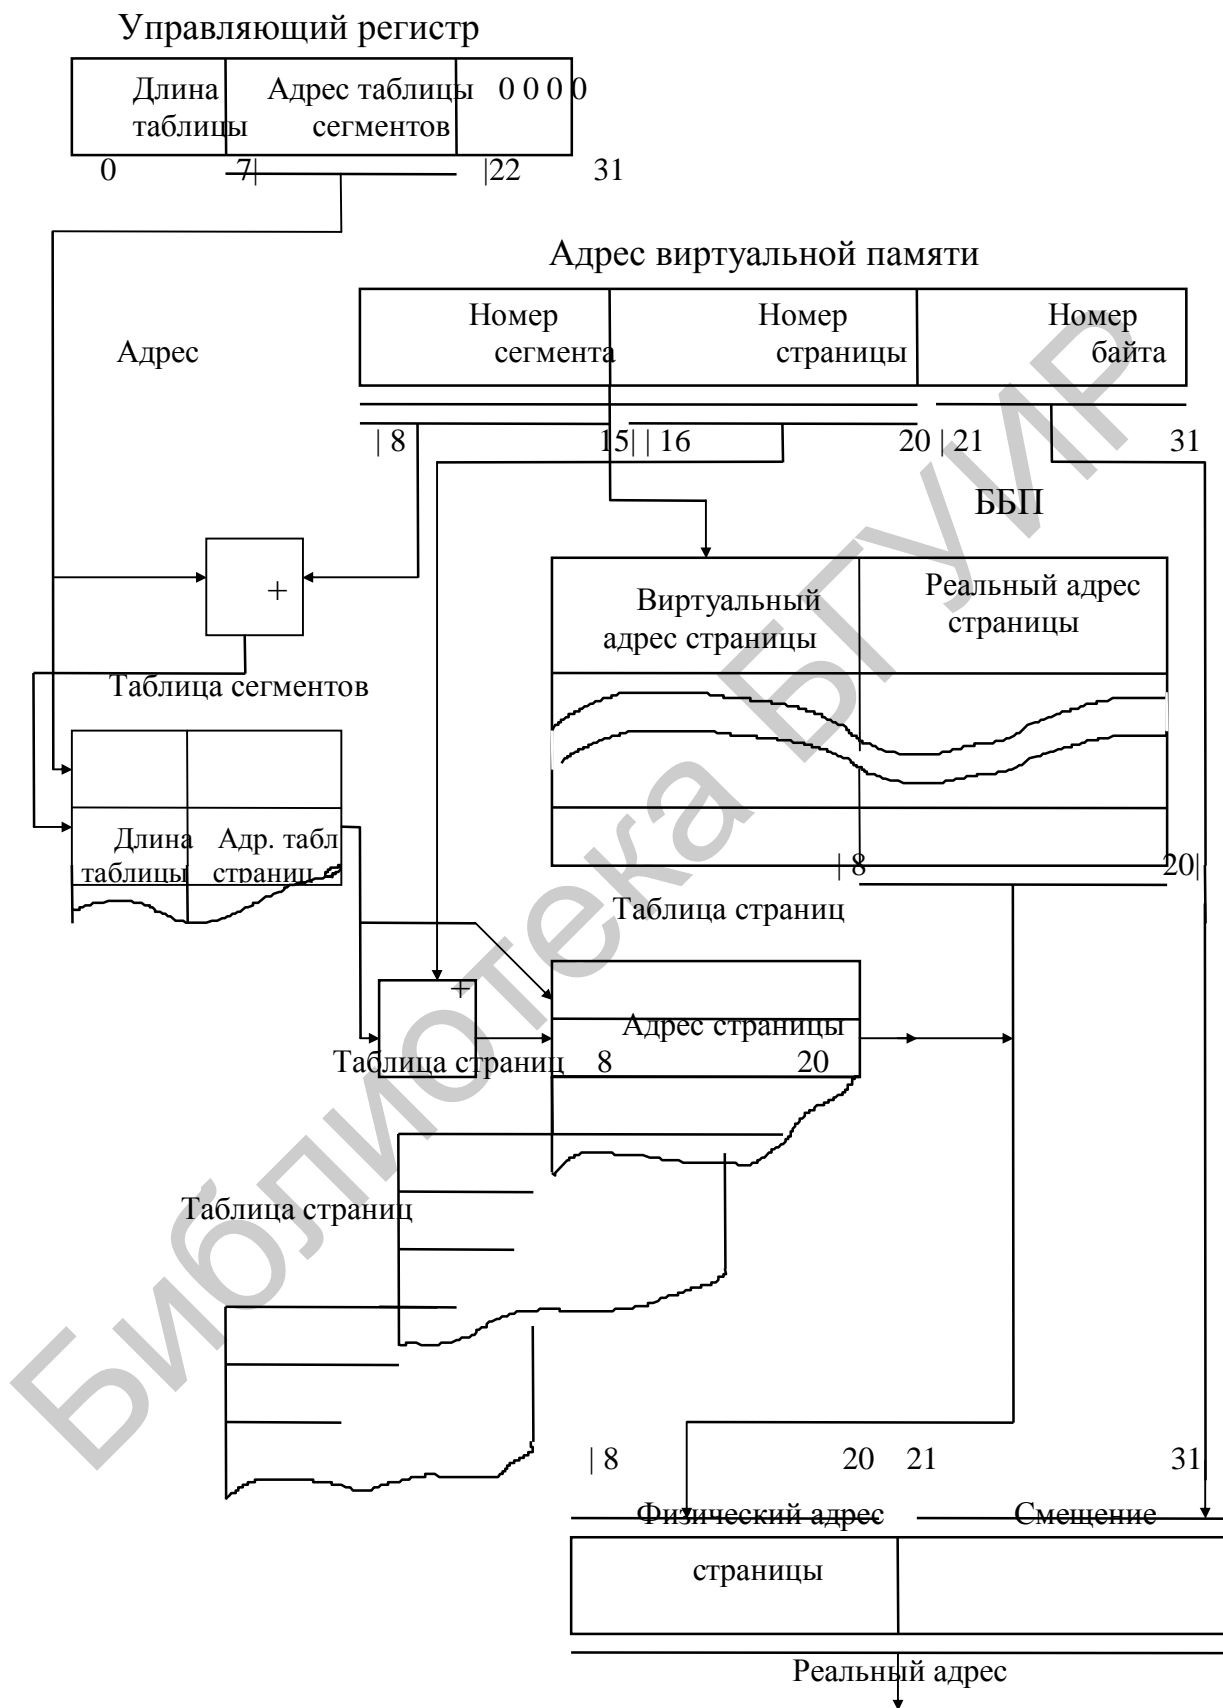 Управляющий регистр
Длина Адрес таблицы 0 0 0 0
таблицы сегментов
0 7| |22 31
Адрес виртуальной памяти
Номер Номер Номер
Адрес сегмента страницы байта
| 8 15| | 16 20 | 21 31
ББП
+
Виртуальный Реальный адрес
адрес страницы страницы
Таблица сегментов
Длина Адр. табл
таблицы страниц
| 8 20|
Таблица страниц
+
Адрес страницы
Таблица страниц 8 20
Таблица страниц
| 8 20 21 31
Физический адрес Смещение
страницы
Реальный адрес
Библиотека БГУИР